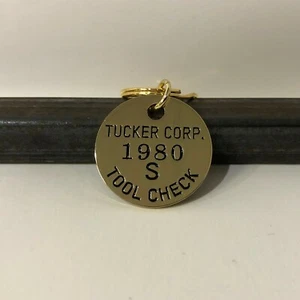 TUCKER CORP.
1980
S
TOOL CHECK